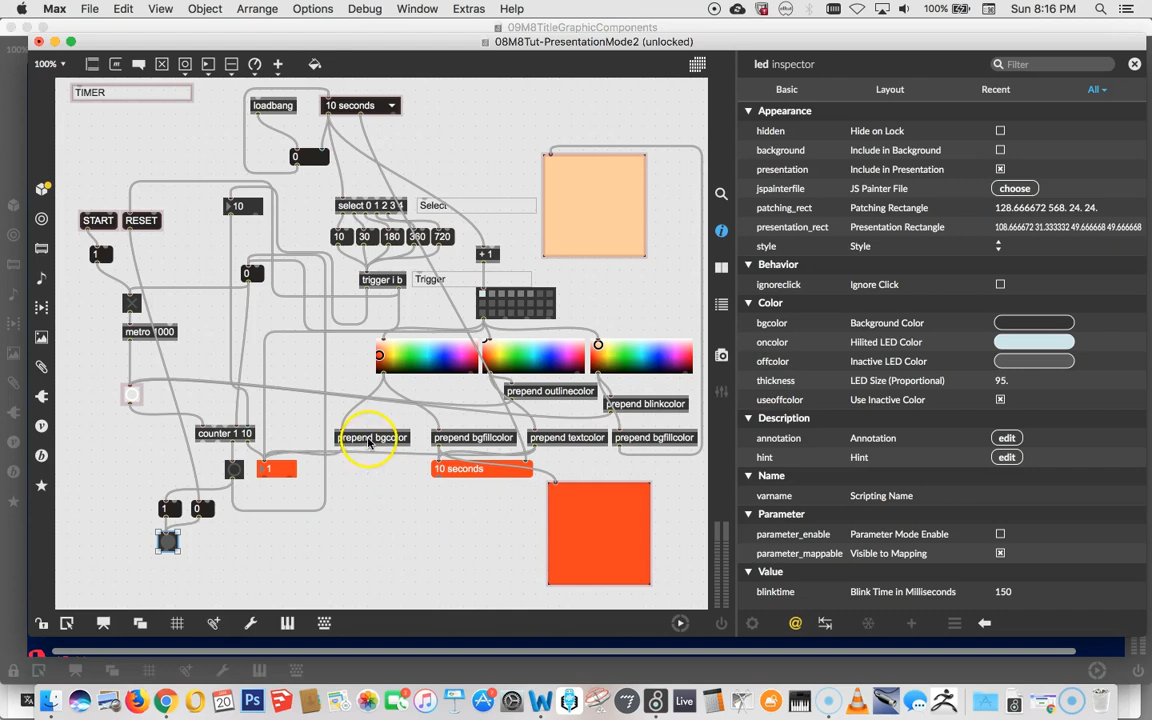 Max File Edit View Object Arrange Options Debug Window Extras Help 100% Sun 8:16 PM
09M8TitleGraphicComponents
08M8Tut-PresentationMode2 (unlocked)
100%
led inspector
Filter
Basic Layout Recent All
TIMER
loadbang
10 seconds
0
START
RESET
10
select 0 1 2 3 4
Select
10 30 180 360 720
1
0
trigger i b
Trigger
+ 1
metro 1000
prepend outlinecolor
prepend blinkcolor
counter 1 10
prepend bgcolor
prepend bgfillcolor
prepend textcolor
prepend bgfillcolor
1
10 seconds
1
0
Appearance
hidden Hide on Lock
background Include in Background
presentation Include in Presentation
jspainterfile JS Painter File choose
patching_rect Patching Rectangle 128.666672 568. 24. 24.
presentation_rect Presentation Rectangle 108.666672 31.333332 49.666668 49.666668
style Style
Behavior
ignoreclick Ignore Click
Color
bgcolor Background Color
oncolor Hilited LED Color
offcolor Inactive LED Color
thickness LED Size (Proportional) 95.
useoffcolor Use Inactive Color
Description
annotation Annotation edit
hint Hint edit
Name
varname Scripting Name
Parameter
parameter_enable Parameter Mode Enable
parameter_mappable Visible to Mapping
Value
blinktime Blink Time in Milliseconds 150